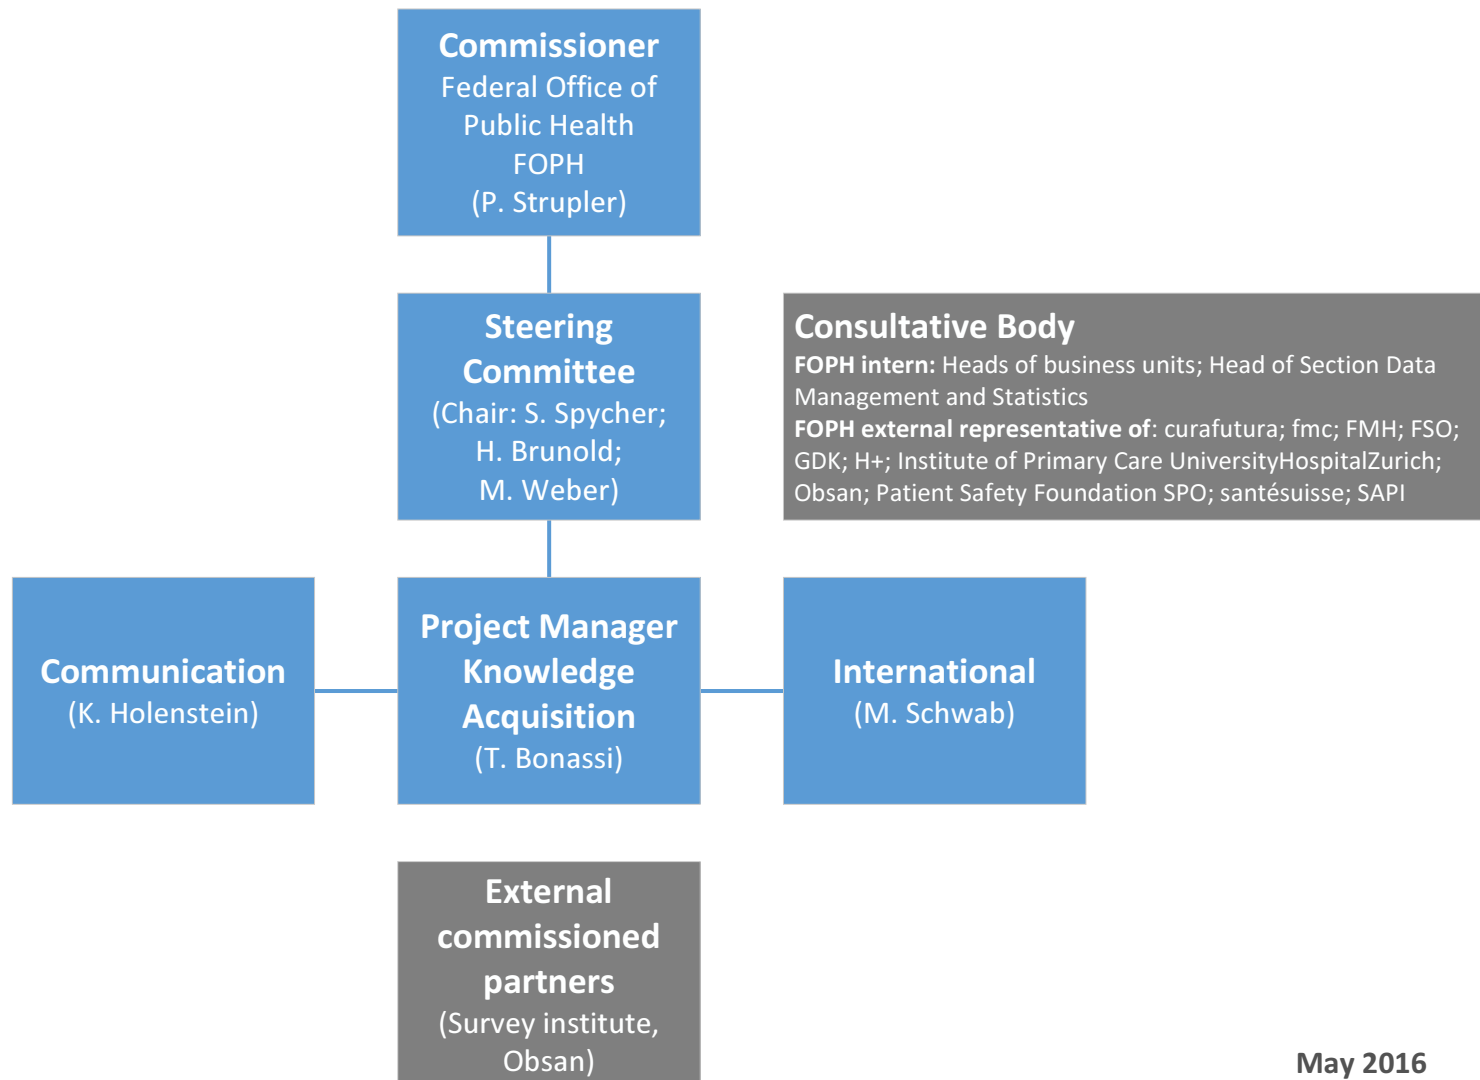 Commissioner
Federal Office of
Public Health
FOPH
(P. Strupler)
Steering
Committee
(Chair: S. Spycher;
H. Brunold;
M. Weber)
Consultative Body
FOPH intern: Heads of business units; Head of Section Data
Management and Statistics
FOPH external representative of: curafutura; fmc; FMH; FSO;
GDK; H+; Institute of Primary Care UniversityHospitalZurich;
Obsan; Patient Safety Foundation SPO; santésuisse; SAPI
Communication
(K. Holenstein)
Project Manager
Knowledge
Acquisition
(T. Bonassi)
International
(M. Schwab)
External
commissioned
partners
(Survey institute,
Obsan)
May 2016